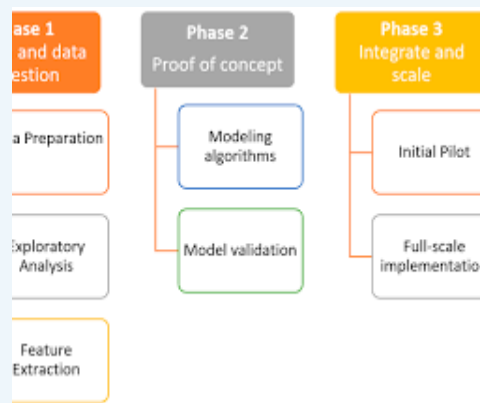 ase 1
and data
estion
a Preparation
Exploratory
Analysis
Feature
Extraction
Phase 2
Proof of concept
Modeling
algorithms
Model validation
Phase 3
Integrate and
scale
Initial Pilot
Full-scale
implementatio